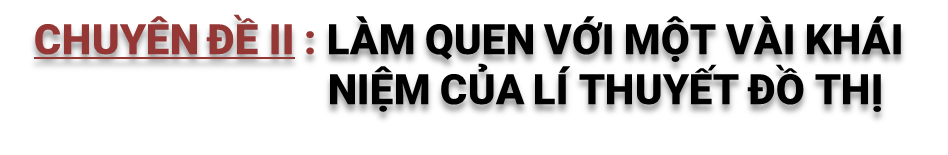 CHUYÊN ĐỀ II : LÀM QUEN VỚI MỘT VÀI KHÁI
NIỆM CỦA LÍ THUYẾT ĐỒ THỊ